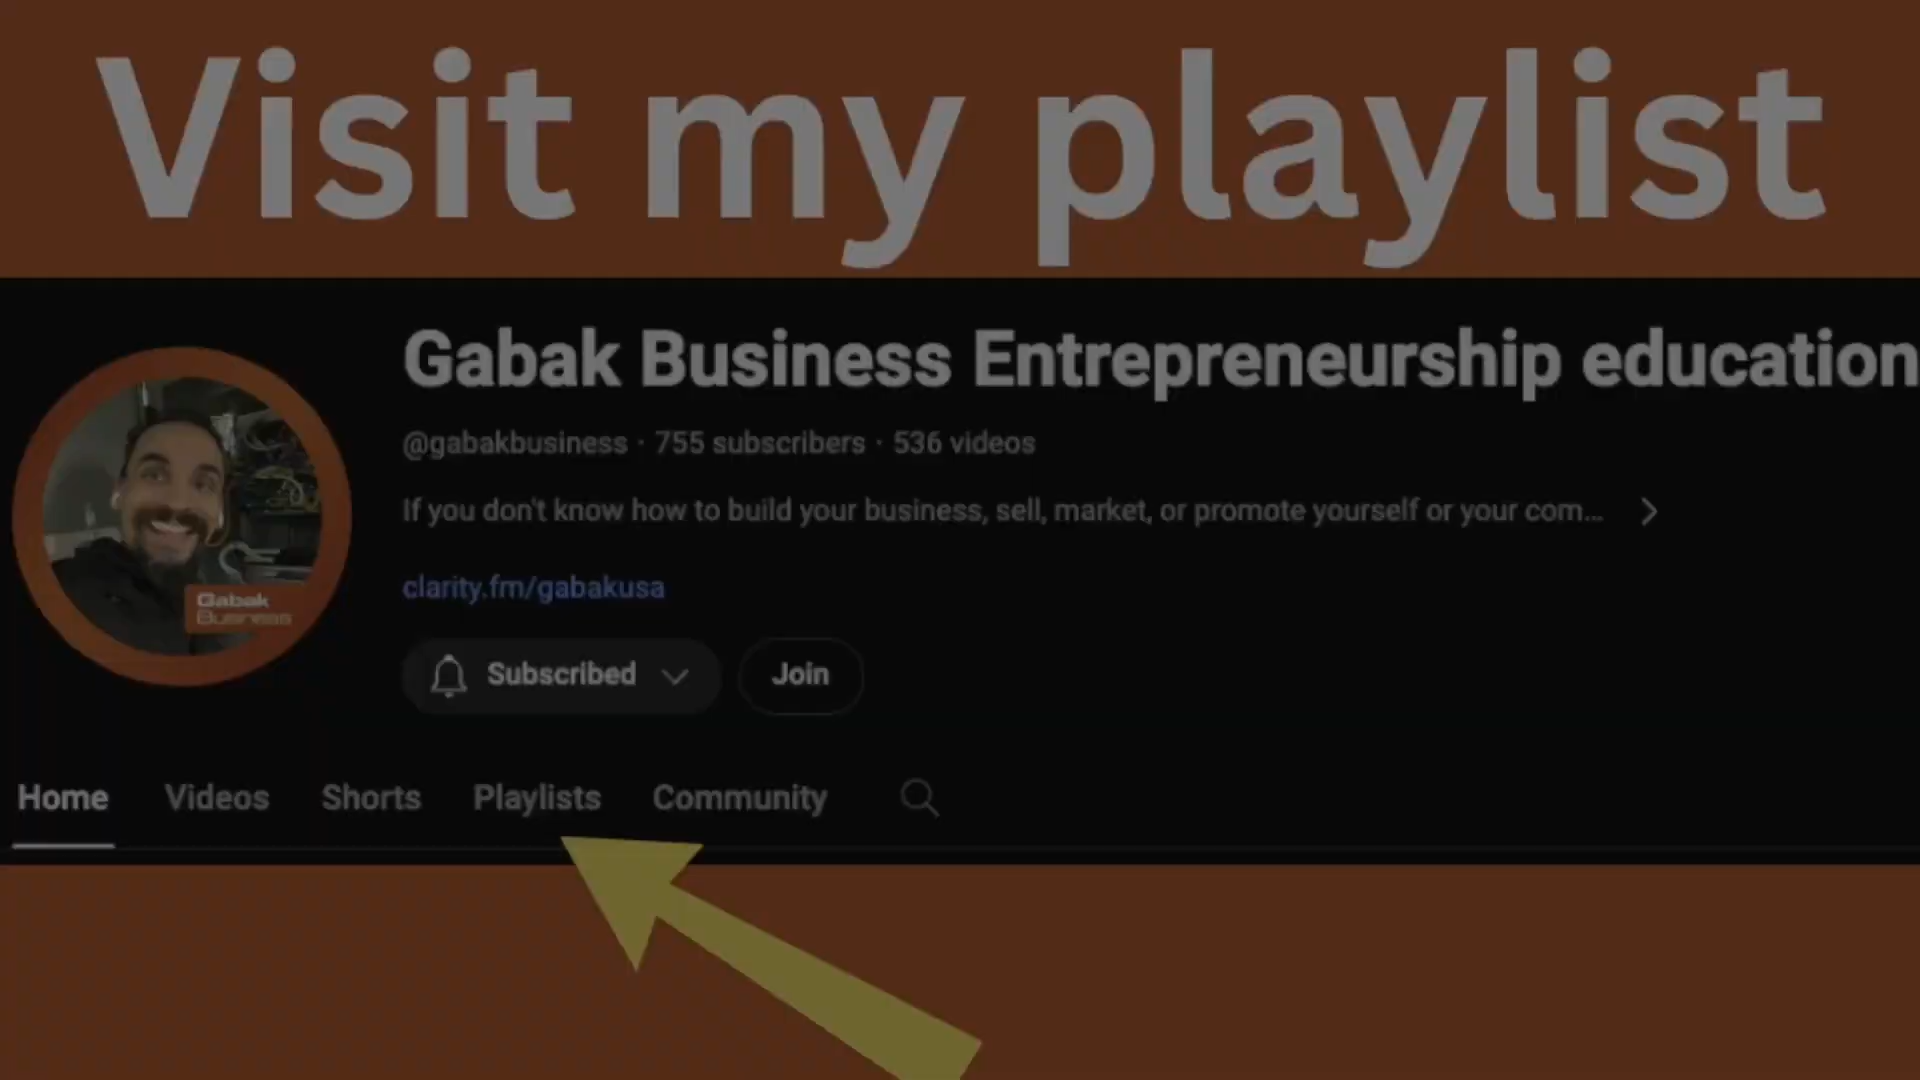 Visit my playlist
Gabak Business Entrepreneurship education
@gabakbusiness · 755 subscribers · 536 videos
If you don't know how to build your business, sell, market, or promote yourself or your com...
clarity.fm/gabakusa
Gabak
Business
Subscribed
Join
Home Videos Shorts Playlists Community